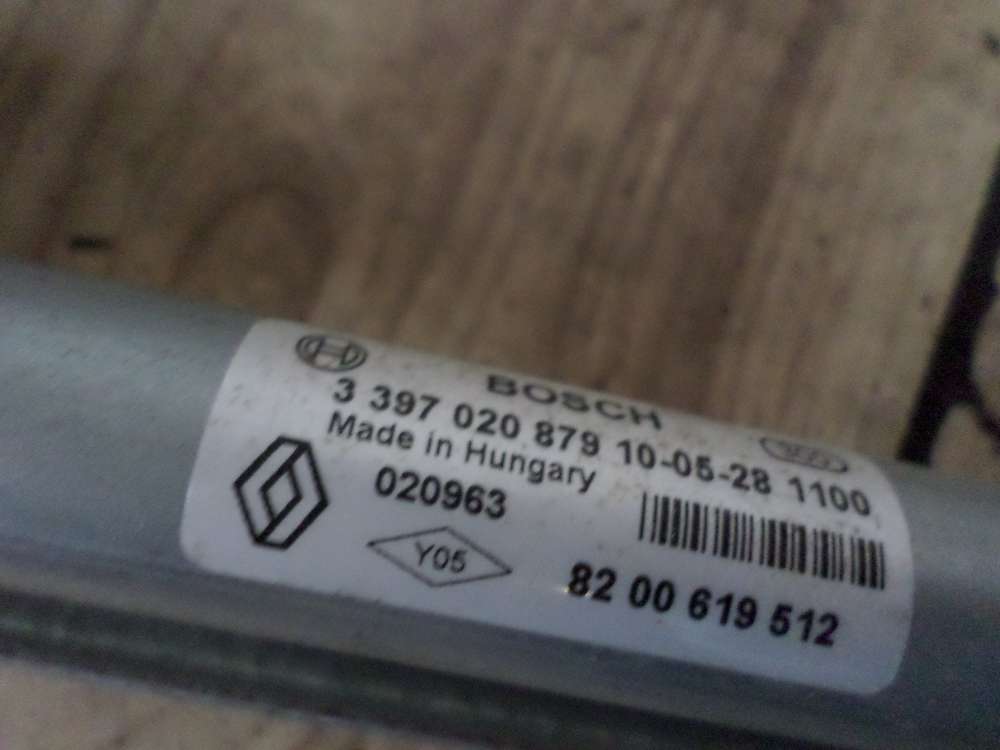 BOSCH
3 397 020 879 10-05-28 1100
Made in Hungary
020963
Y05
82 00 619 512